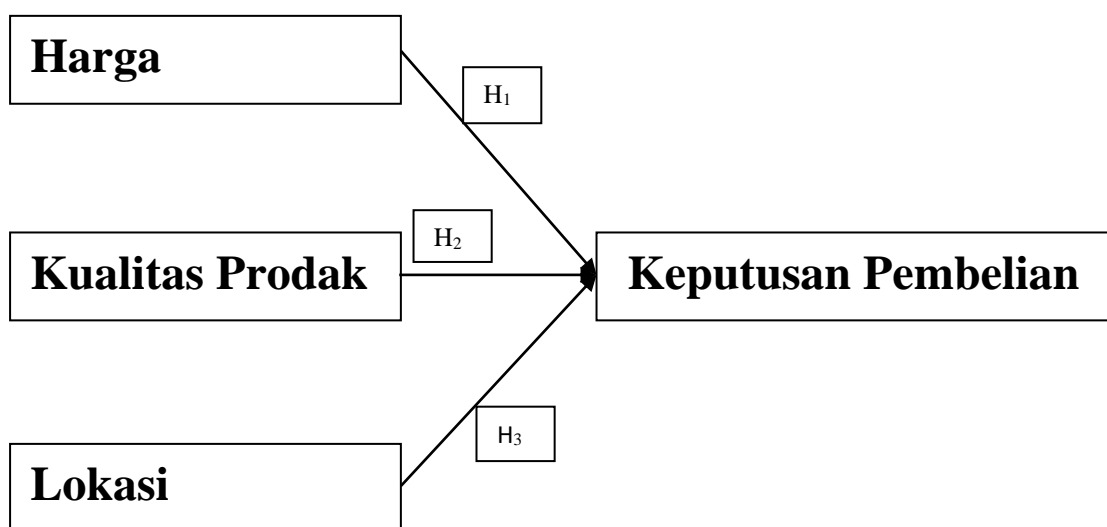 Harga
H₁
H₂
Kualitas Prodak
Keputusan Pembelian
H₃
Lokasi